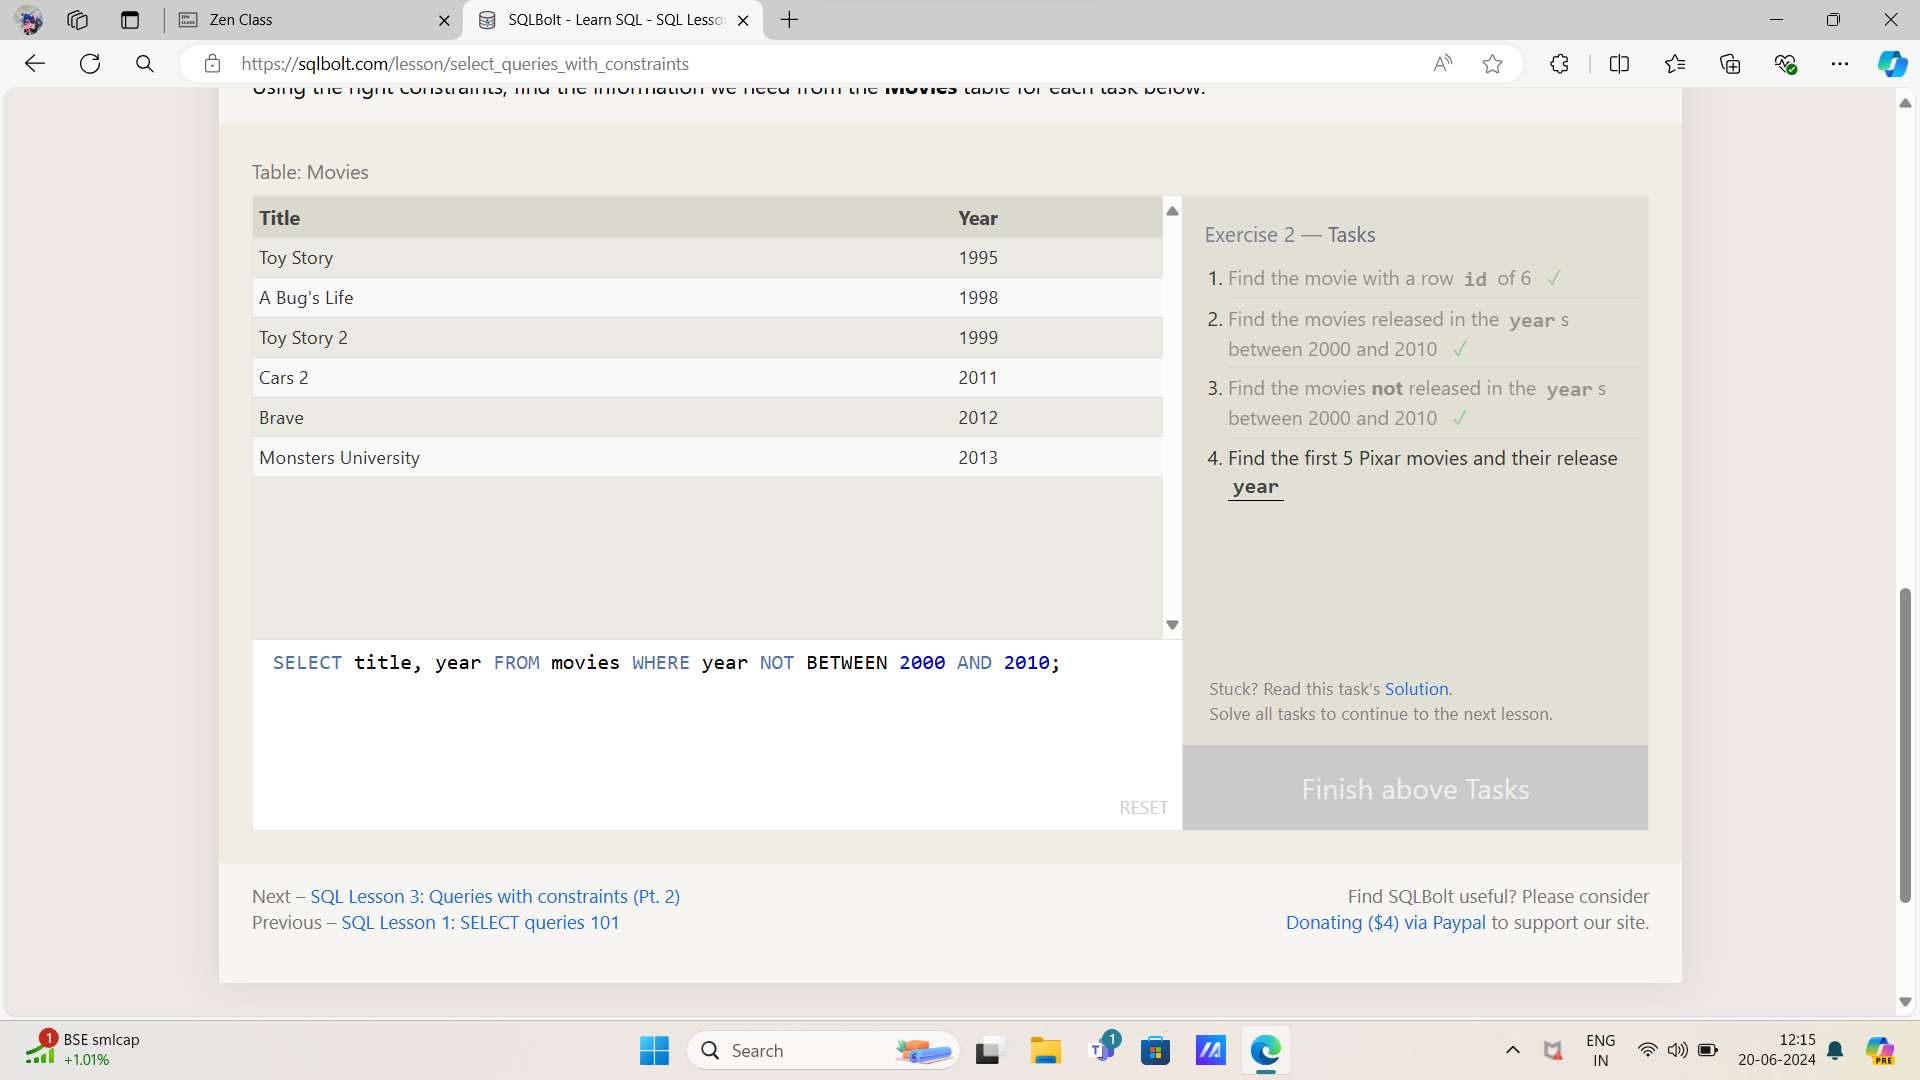 Zen Class
SQLBolt - Learn SQL - SQL Lesso
https://sqlbolt.com/lesson/select_queries_with_constraints
Using the right constraints, find the information we need from the Movies table for each task below.
Table: Movies
Title Year
Toy Story 1995
A Bug's Life 1998
Toy Story 2 1999
Cars 2 2011
Brave 2012
Monsters University 2013
SELECT title, year FROM movies WHERE year NOT BETWEEN 2000 AND 2010;
RESET
Exercise 2 — Tasks
1. Find the movie with a row id of 6 ✓
2. Find the movies released in the year s
between 2000 and 2010 ✓
3. Find the movies not released in the year s
between 2000 and 2010 ✓
4. Find the first 5 Pixar movies and their release
year
Stuck? Read this task's Solution.
Solve all tasks to continue to the next lesson.
Finish above Tasks
Next – SQL Lesson 3: Queries with constraints (Pt. 2)
Previous – SQL Lesson 1: SELECT queries 101
Find SQLBolt useful? Please consider
Donating ($4) via Paypal to support our site.
1
BSE smlcap
+1.01%
Search
1
ENG
IN
12:15
20-06-2024
PRE